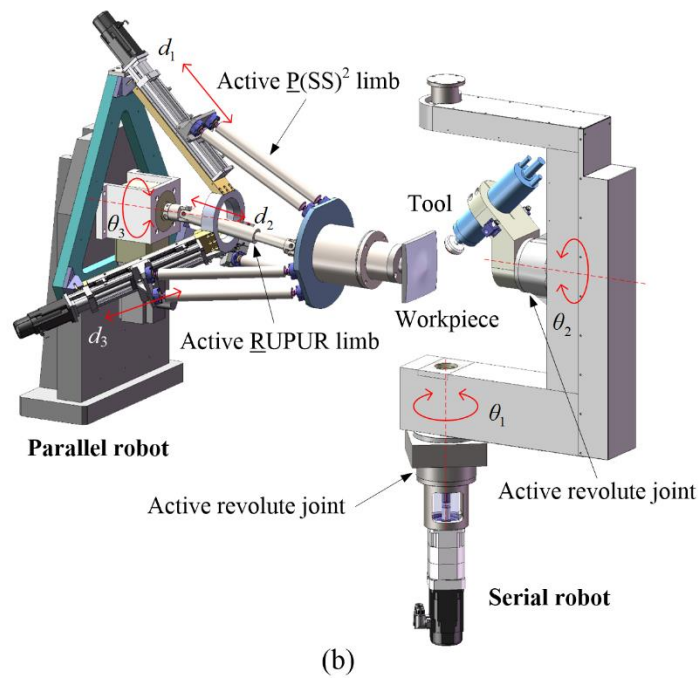 d₁
Active P(SS)² limb
Tool
d₂
θ₃
θ₂
Workpiece
d₃
Active RUPUR limb
θ₁
Parallel robot
Active revolute joint
Active revolute joint
Serial robot
(b)